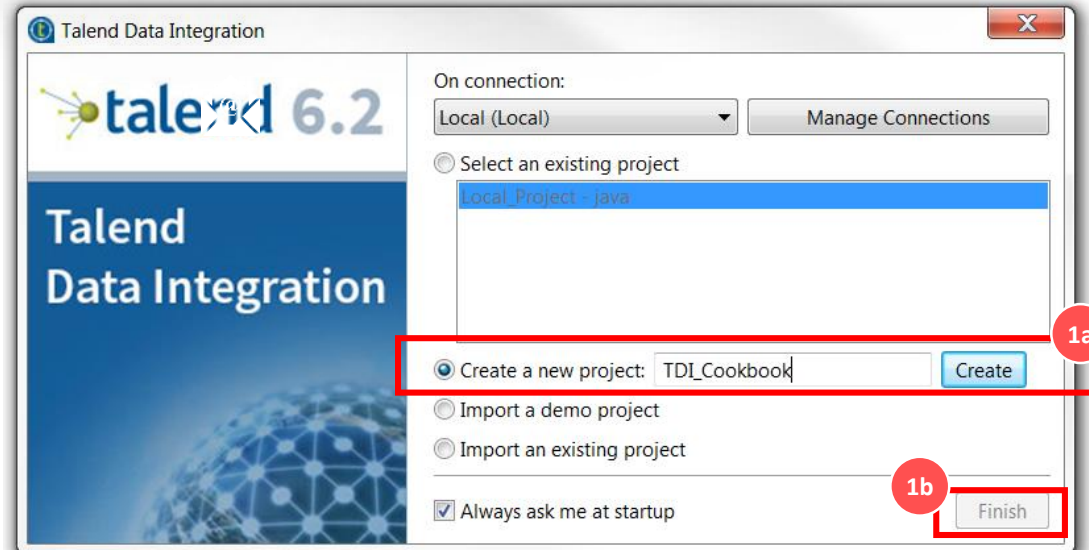 Talend Data Integration
X
talend 6.2
Talend
Data Integration
On connection:
Local (Local)
Manage Connections
Select an existing project
Local_Project - java
1a
Create a new project: TDI_Cookbook Create
Import a demo project
Import an existing project
1b
Always ask me at startup
Finish